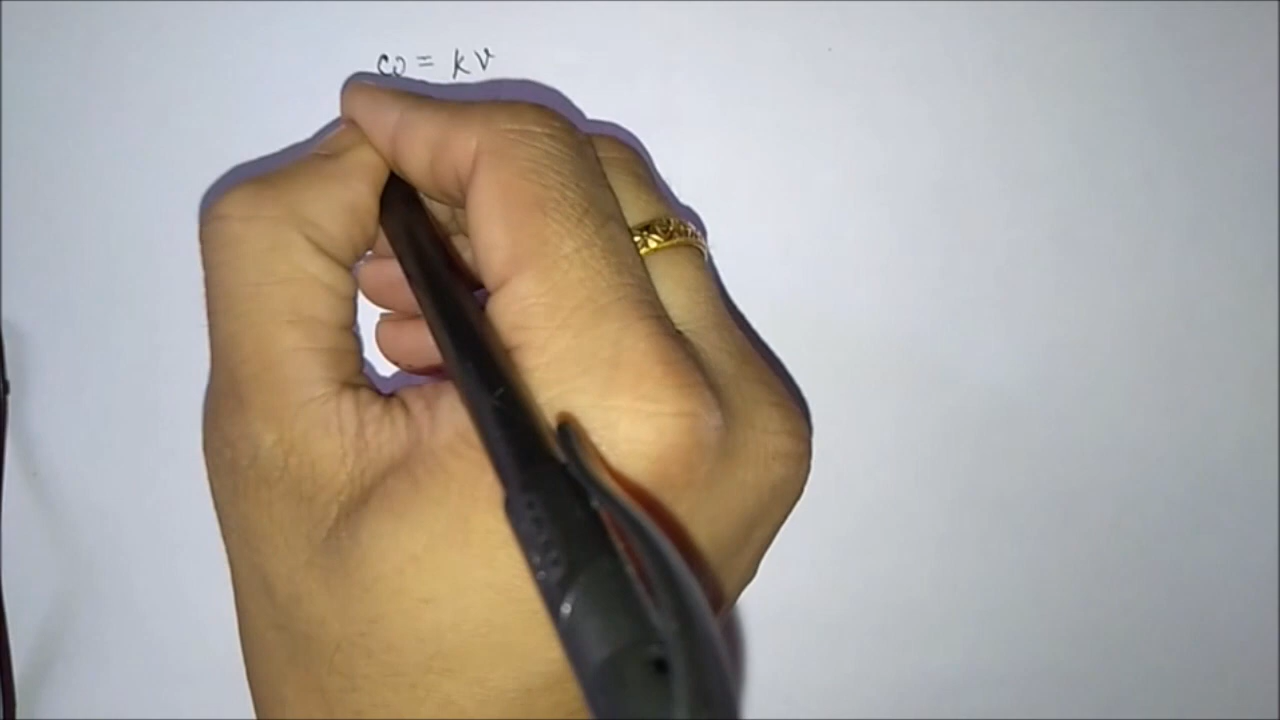 ω = kv